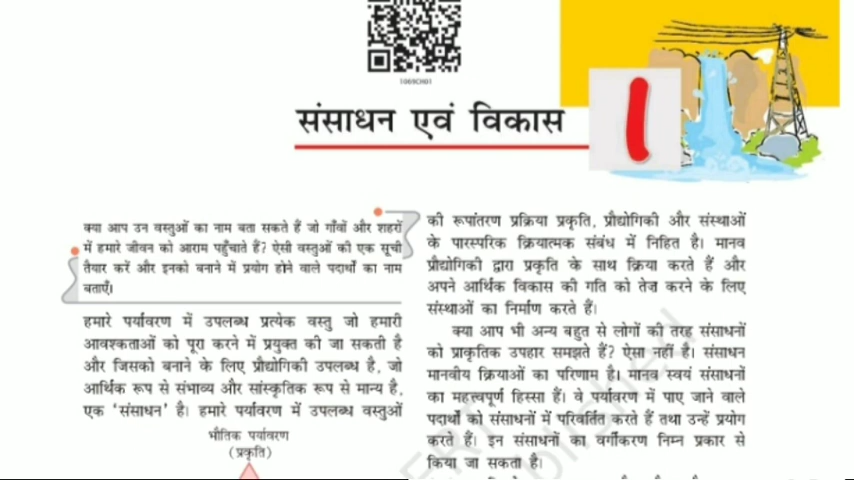 1069CH01
संसाधन एवं विकास
1
क्या आप उन वस्तुओं का नाम बता सकते हैं जो गाँवों और शहरों
में हमारे जीवन को आराम पहुँचाते हैं? ऐसी वस्तुओं की एक सूची
तैयार करें और इनको बनाने में प्रयोग होने वाले पदार्थों का नाम
बताएँ।
हमारे पर्यावरण में उपलब्ध प्रत्येक वस्तु जो हमारी
आवश्कताओं को पूरा करने में प्रयुक्त की जा सकती है
और जिसको बनाने के लिए प्रौद्योगिकी उपलब्ध है, जो
आर्थिक रूप से संभाव्य और सांस्कृतिक रूप से मान्य है,
एक ‘संसाधन’ है। हमारे पर्यावरण में उपलब्ध वस्तुओं
भौतिक पर्यावरण
(प्रकृति)
की रूपांतरण प्रक्रिया प्रकृति, प्रौद्योगिकी और संस्थाओं
के पारस्परिक क्रियात्मक संबंध में निहित है। मानव
प्रौद्योगिकी द्वारा प्रकृति के साथ क्रिया करते हैं और
अपने आर्थिक विकास की गति को तेज़ करने के लिए
संस्थाओं का निर्माण करते हैं।
क्या आप भी अन्य बहुत से लोगों की तरह संसाधनों
को प्राकृतिक उपहार समझते हैं? ऐसा नहीं है। संसाधन
मानवीय क्रियाओं का परिणाम है। मानव स्वयं संसाधनों
का महत्त्वपूर्ण हिस्सा हैं। वे पर्यावरण में पाए जाने वाले
पदार्थों को संसाधनों में परिवर्तित करते हैं तथा उन्हें प्रयोग
करते हैं। इन संसाधनों का वर्गीकरण निम्न प्रकार से
किया जा सकता है।